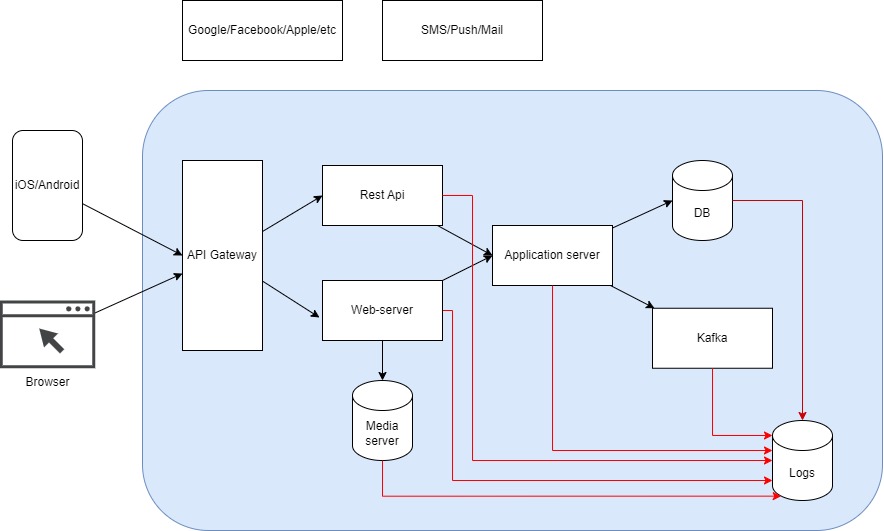 Google/Facebook/Apple/etc
SMS/Push/Mail
iOS/Android
Rest Api
DB
API Gateway
Application server
Web-server
Kafka
Browser
Media
server
Logs